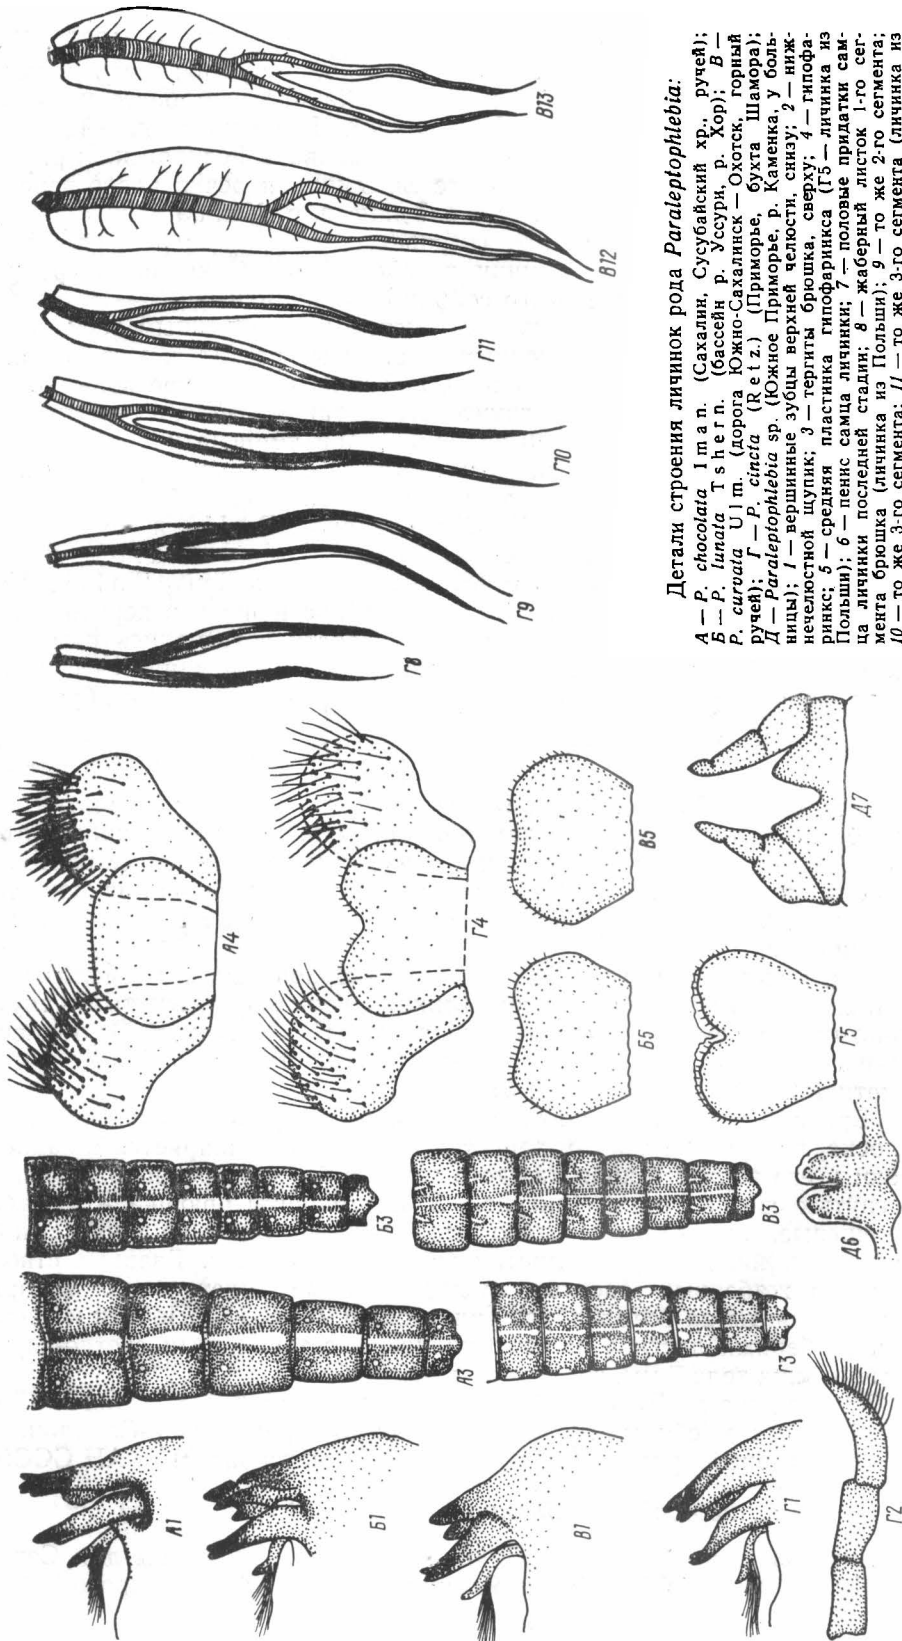 Детали строения личинок рода Paraleptophlebia:
А — P. chocolata Iman. (Сахалин, Сусубайский хр., ручей);
Б — P. lunata Tshern. (бассейн р. Уссури, р. Хор); В —
P. curvata Ulm. (дорога Южно-Сахалинск — Охотск, горный
ручей); Г — P. cincta (Retz.) (Приморье, бухта Шамора);
Д — Paraleptophlebia sp. (Южное Приморье, р. Каменка, у боль-
ницы); 1 — вершинные зубцы верхней челюсти, снизу; 2 — ниж-
нечелюстной щупик; 3 — тергиты брюшка, сверху; 4 — гипофа-
ринкс; 5 — средняя пластинка гипофаринкса (Г5 — личинка из
Польши); 6 — пенис самца личинки; 7 — половые придатки сам-
ца личинки последней стадии; 8 — жаберный листок 1-го сег-
мента брюшка (личинка из Польши); 9 — то же 2-го сегмента;
10 — то же 3-го сегмента; 11 — то же 3-го сегмента (личинка из
А1
Б1
В1
Г1
Г2
А3
Г3
Б3
В3
Д6
А4
Г4
Б5
В5
Г5
Д7
Г8
Г9
Г10
Г11
В12
В13